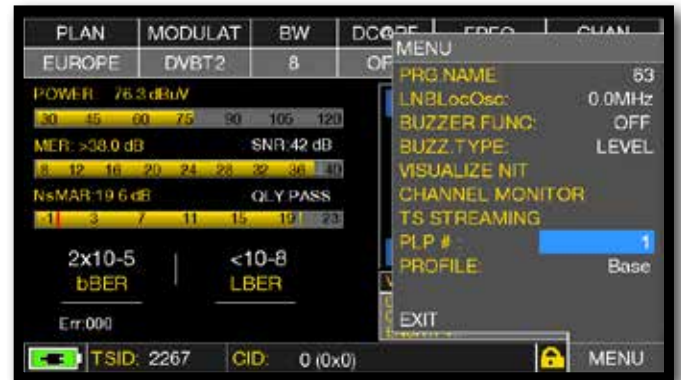 PLAN MODULAT BW
EUROPE DVBT2 8
POWER 76.3 dBuV
30 45 60 75 90 105 120
MER: >38.0 dB SNR:42 dB
8 12 16 20 24 28 32 36 40
NsMAR:19.6 dB QLY:PASS
-1 3 7 11 15 19 23
2x10-5 <10-8
bBER LBER
Err:000
TSID: 2267 CID: 0 (0x0) MENU
MENU
PRG NAME 63
LNBLocOsc: 0.0MHz
BUZZER FUNC: OFF
BUZZ.TYPE: LEVEL
VISUALIZE NIT
CHANNEL MONITOR
TS STREAMING
PLP # : 1
PROFILE: Base
EXIT